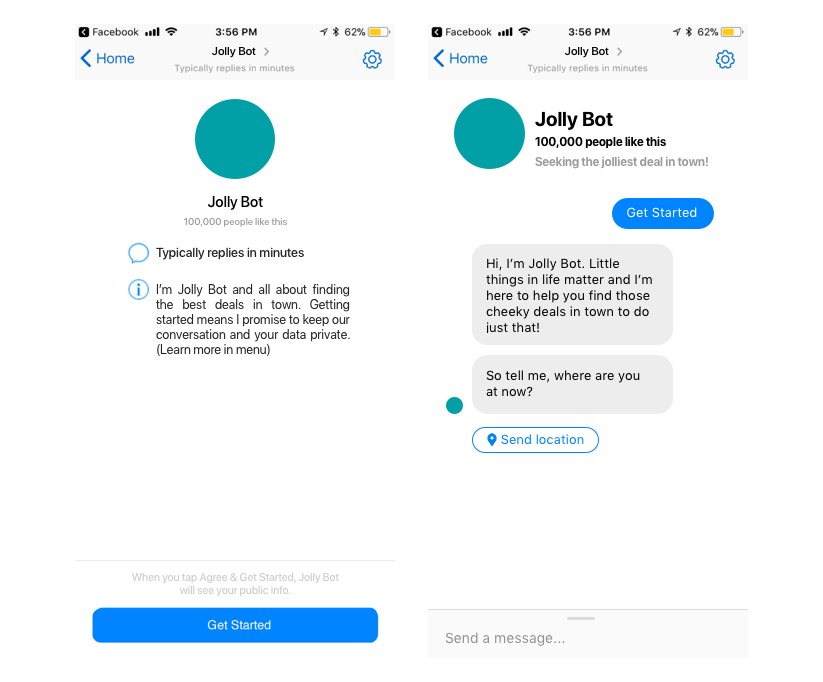 Facebook
3:56 PM
62%
Home
Jolly Bot
Typically replies in minutes
Jolly Bot
100,000 people like this
Typically replies in minutes
I’m Jolly Bot and all about finding
the best deals in town. Getting
started means I promise to keep our
conversation and your data private.
(Learn more in menu)
When you tap Agree & Get Started, Jolly Bot
will see your public info.
Get Started
Facebook
3:56 PM
62%
Home
Jolly Bot
Typically replies in minutes
Jolly Bot
100,000 people like this
Seeking the jolliest deal in town!
Get Started
Hi, I’m Jolly Bot. Little
things in life matter and I’m
here to help you find those
cheeky deals in town to do
just that!
So tell me, where are you
at now?
Send location
Send a message...